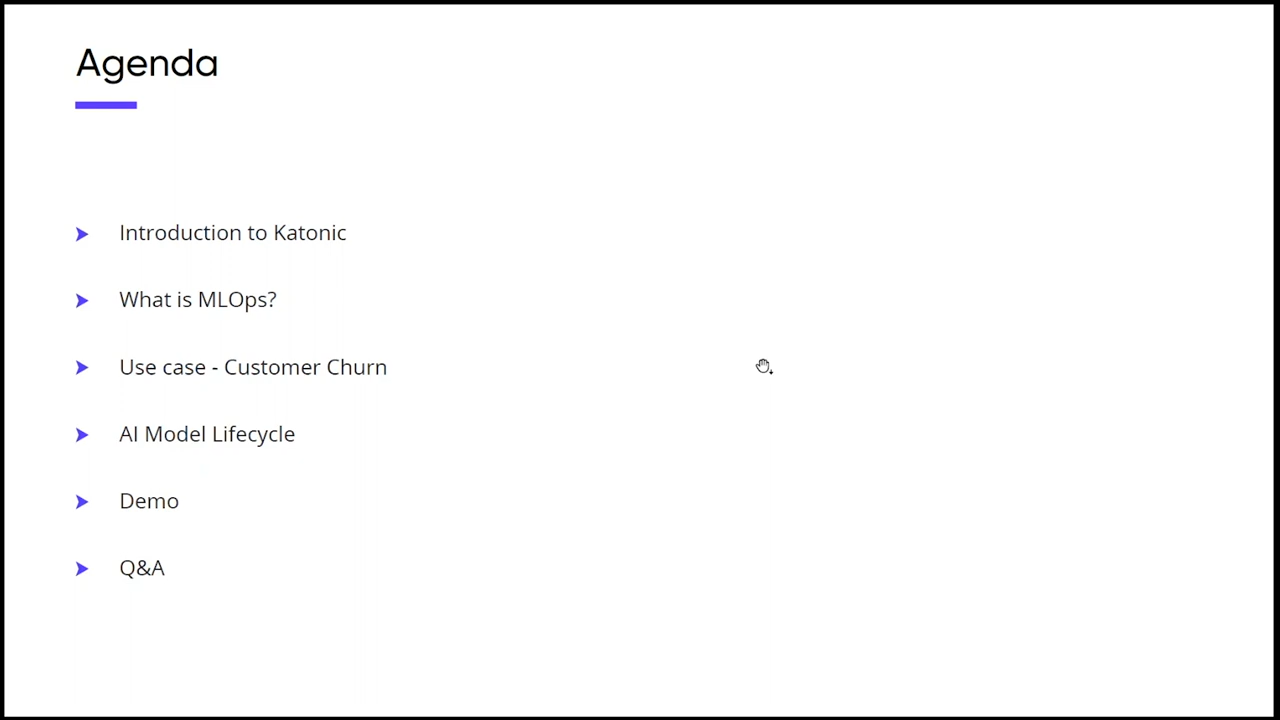 Agenda
Introduction to Katonic
What is MLOps?
Use case - Customer Churn
AI Model Lifecycle
Demo
Q&A